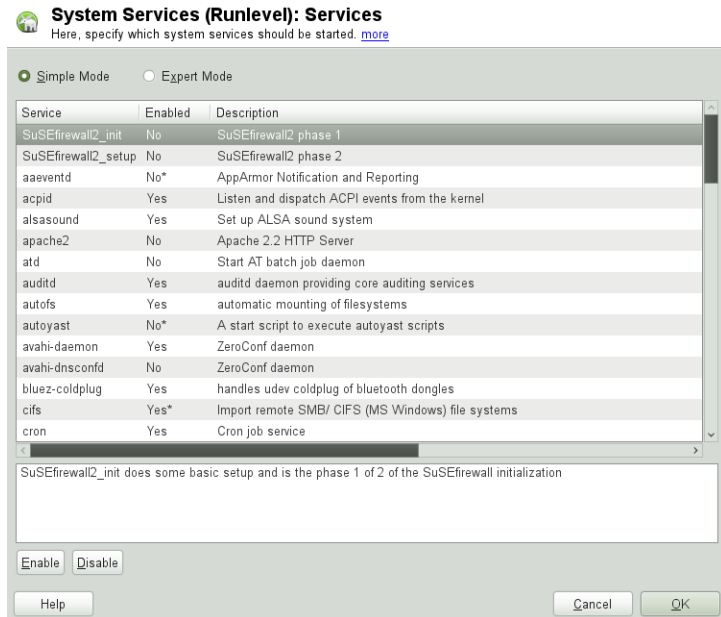 System Services (Runlevel): Services
Here, specify which system services should be started. more
Simple Mode Expert Mode
Service Enabled Description
SuSEfirewall2_init No SuSEfirewall2 phase 1
SuSEfirewall2_setup No SuSEfirewall2 phase 2
aaeventd No* AppArmor Notification and Reporting
acpid Yes Listen and dispatch ACPI events from the kernel
alsasound Yes Set up ALSA sound system
apache2 No Apache 2.2 HTTP Server
atd No Start AT batch job daemon
auditd Yes auditd daemon providing core auditing services
autofs Yes automatic mounting of filesystems
autoyast No* A start script to execute autoyast scripts
avahi-daemon Yes ZeroConf daemon
avahi-dnsconfd No ZeroConf daemon
bluez-coldplug Yes handles udev coldplug of bluetooth dongles
cifs Yes* Import remote SMB/ CIFS (MS Windows) file systems
cron Yes Cron job service
SuSEfirewall2_init does some basic setup and is the phase 1 of 2 of the SuSEfirewall initialization
Enable Disable
Help Cancel OK